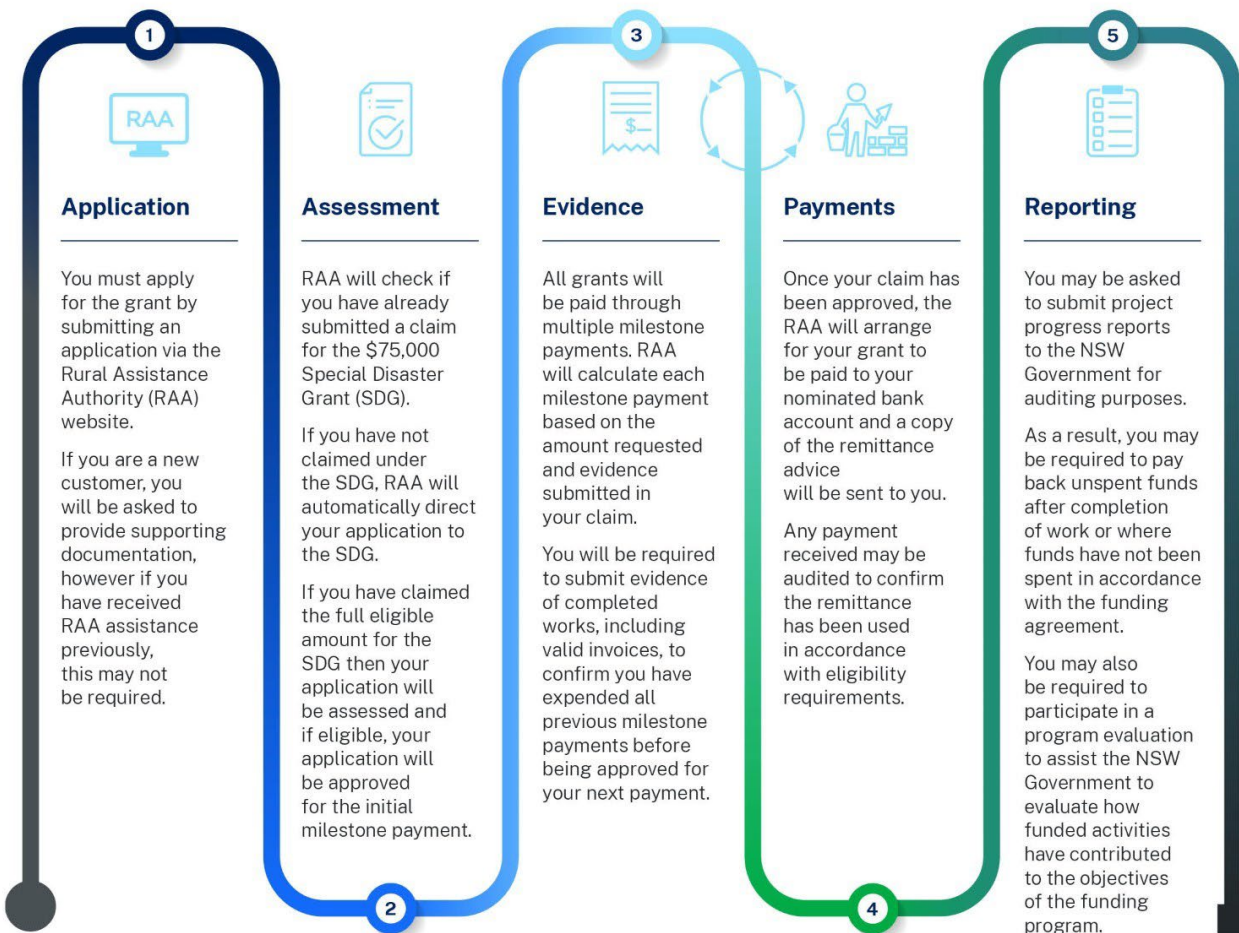 1
3
5
RAA
$
Application
You must apply
for the grant by
submitting an
application via the
Rural Assistance
Authority (RAA)
website.
If you are a new
customer, you
will be asked to
provide supporting
documentation,
however if you
have received
RAA assistance
previously,
this may not
be required.
Assessment
RAA will check if
you have already
submitted a claim
for the $75,000
Special Disaster
Grant (SDG).
If you have not
claimed under
the SDG, RAA will
automatically direct
your application to
the SDG.
If you have claimed
the full eligible
amount for the
SDG then your
application will
be assessed and
if eligible, your
application will
be approved
for the initial
milestone payment.
Evidence
All grants will
be paid through
multiple milestone
payments. RAA
will calculate each
milestone payment
based on the
amount requested
and evidence
submitted in
your claim.
You will be required
to submit evidence
of completed
works, including
valid invoices, to
confirm you have
expended all
previous milestone
payments before
being approved for
your next payment.
Payments
Once your claim has
been approved, the
RAA will arrange
for your grant to
be paid to your
nominated bank
account and a copy
of the remittance
advice
will be sent to you.
Any payment
received may be
audited to confirm
the remittance
has been used
in accordance
with eligibility
requirements.
Reporting
You may be asked
to submit project
progress reports
to the NSW
Government for
auditing purposes.
As a result, you may
be required to pay
back unspent funds
after completion
of work or where
funds have not been
spent in accordance
with the funding
agreement.
You may also
be required to
participate in a
program evaluation
to assist the NSW
Government to
evaluate how
funded activities
have contributed
to the objectives
of the funding
program.
2
4